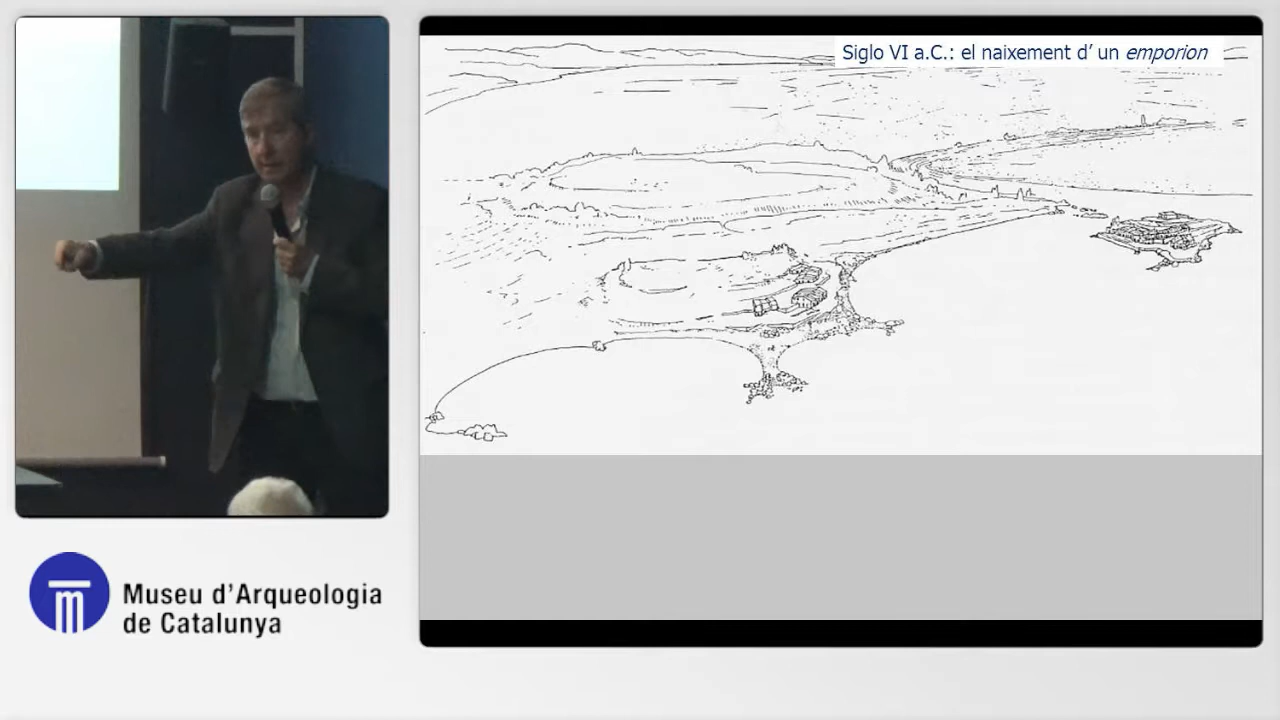 Siglo VI a.C.: el naixement d’ un emporion
Museu d’Arqueologia
de Catalunya